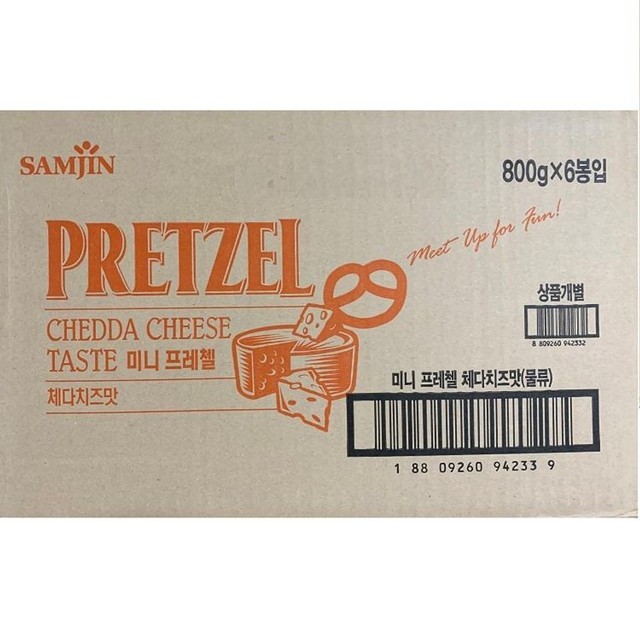 SAMJIN
800g×6봉입
PRETZEL
Meet Up for Fun!
CHEDDA CHEESE
TASTE 미니 프레첼
체다치즈맛
상품개별
8 809260 942332
미니 프레첼 체다치즈맛(물류)
1 88 09260 94233 9